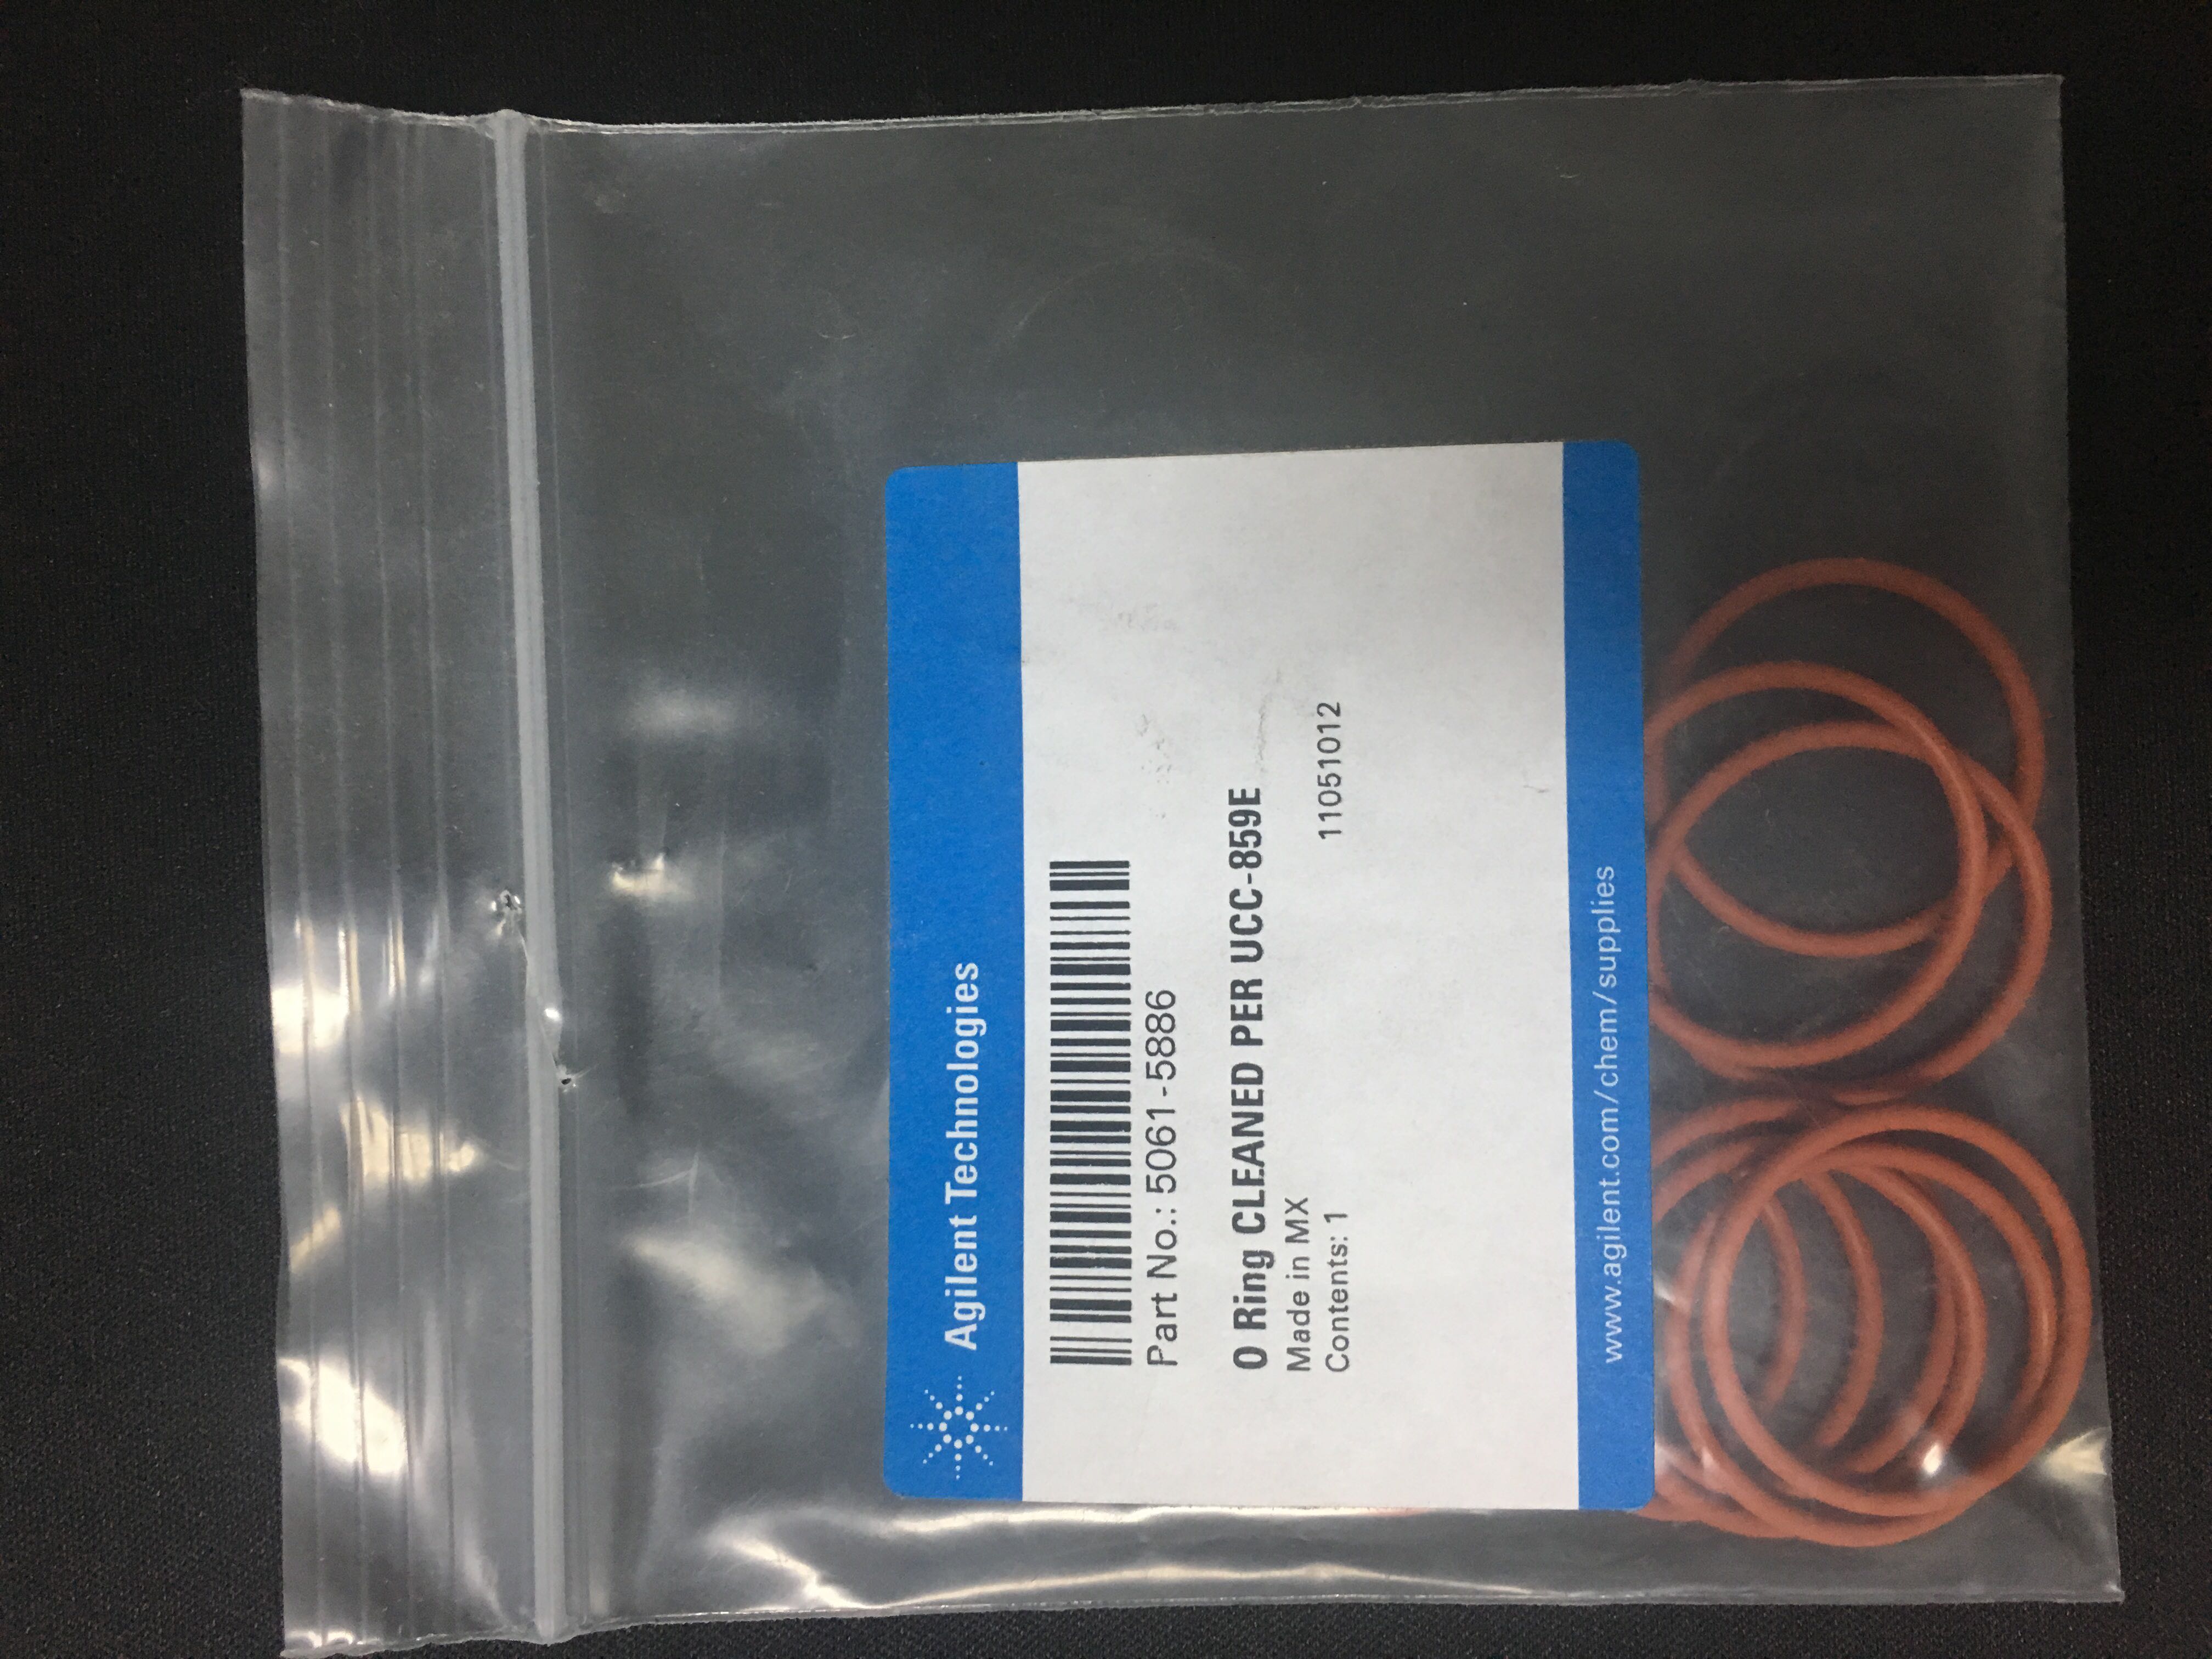 Agilent Technologies
Part No.: 5061-5886
O Ring CLEANED PER UCC-859E
Made in MX
Contents: 1 11051012
www.agilent.com/chem/supplies